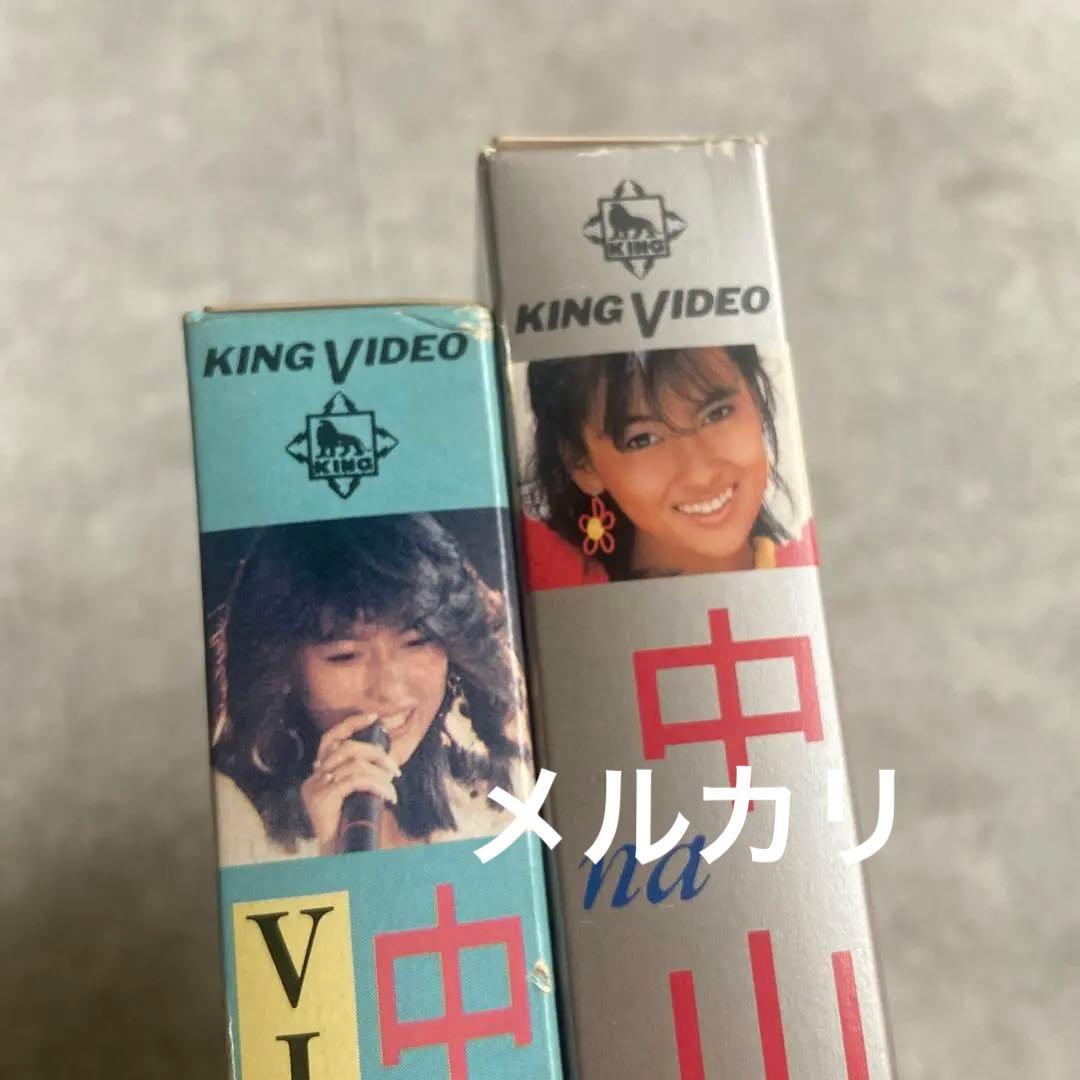 KING VIDEO
KING
V
I
中
KING
KING VIDEO
中
na
山
メルカリ